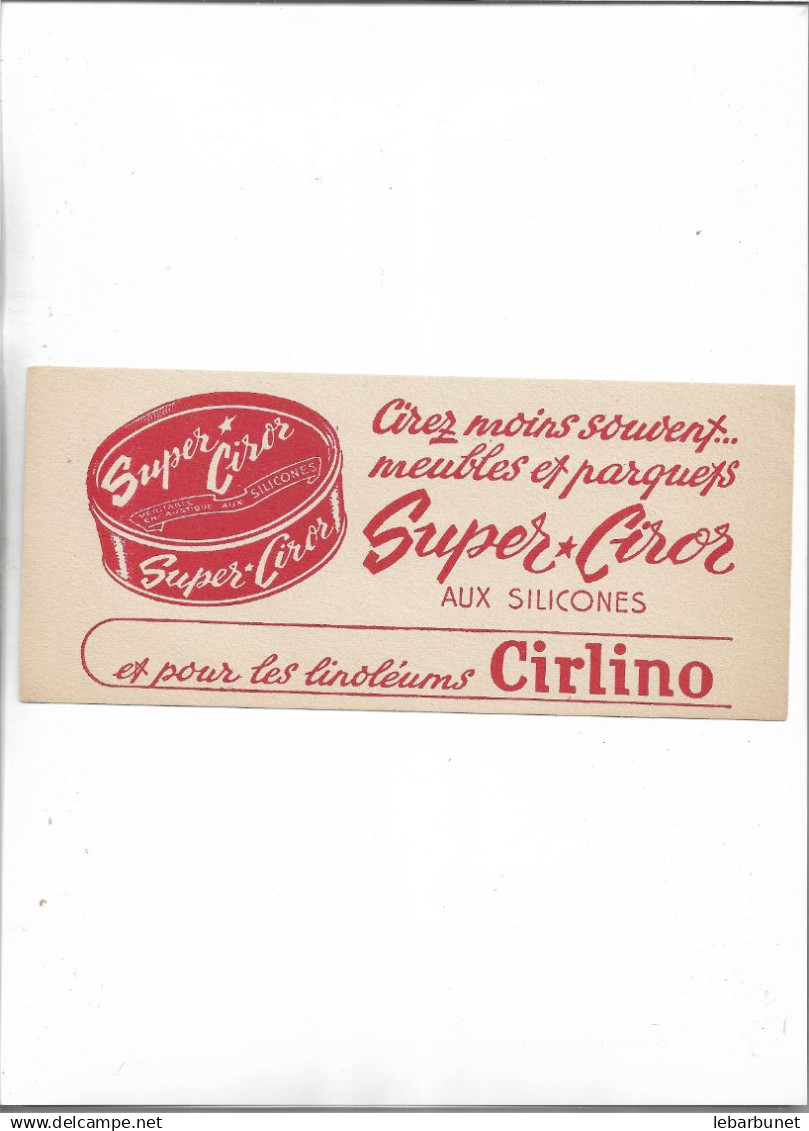 Super★Ciror
VÉRITABLE
ENCAUSTIQUE AUX SILICONES
Super★Ciror
Cirez moins souvent...
meubles et parquets
Super★Ciror
AUX SILICONES
et pour les linoléums Cirlino
delcampe.net
lebarbunet